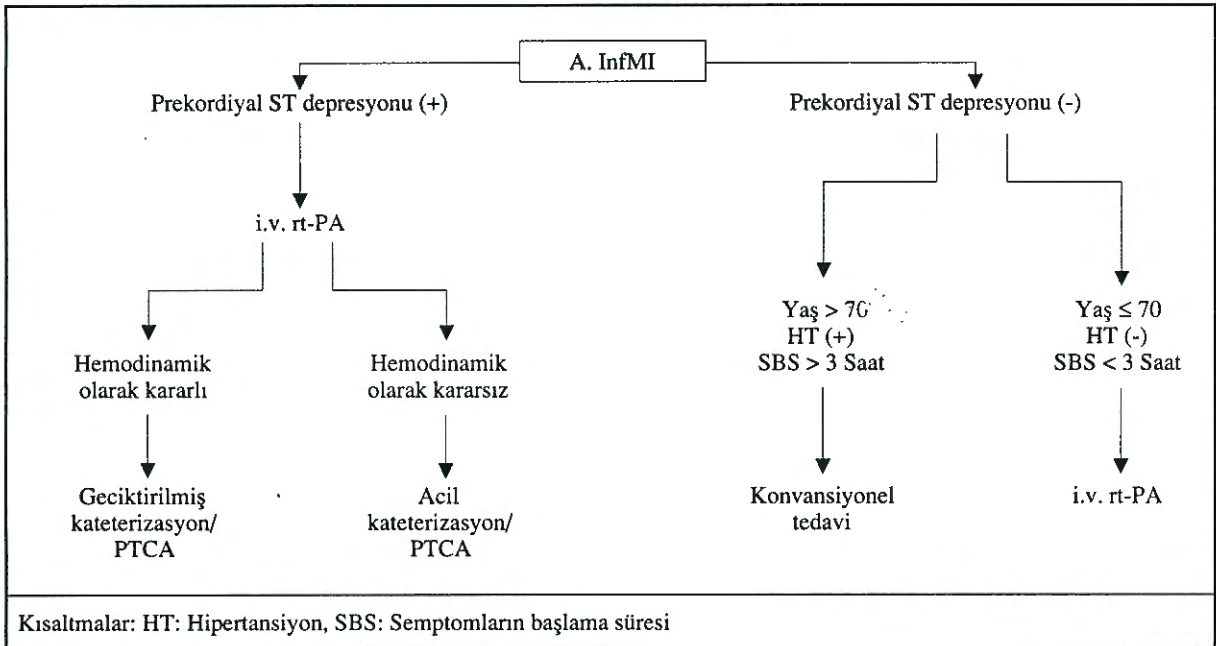 A. InfMI
Prekordiyal ST depresyonu (+)
Prekordiyal ST depresyonu (-)
i.v. rt-PA
Hemodinamik
olarak kararlı
Hemodinamik
olarak kararsız
Geciktirilmiş
kateterizasyon/
PTCA
Acil
kateterizasyon/
PTCA
Yaş > 70
HT (+)
SBS > 3 Saat
Yaş ≤ 70
HT (-)
SBS < 3 Saat
Konvansiyonel
tedavi
i.v. rt-PA
Kısaltmalar: HT: Hipertansiyon, SBS: Semptomların başlama süresi